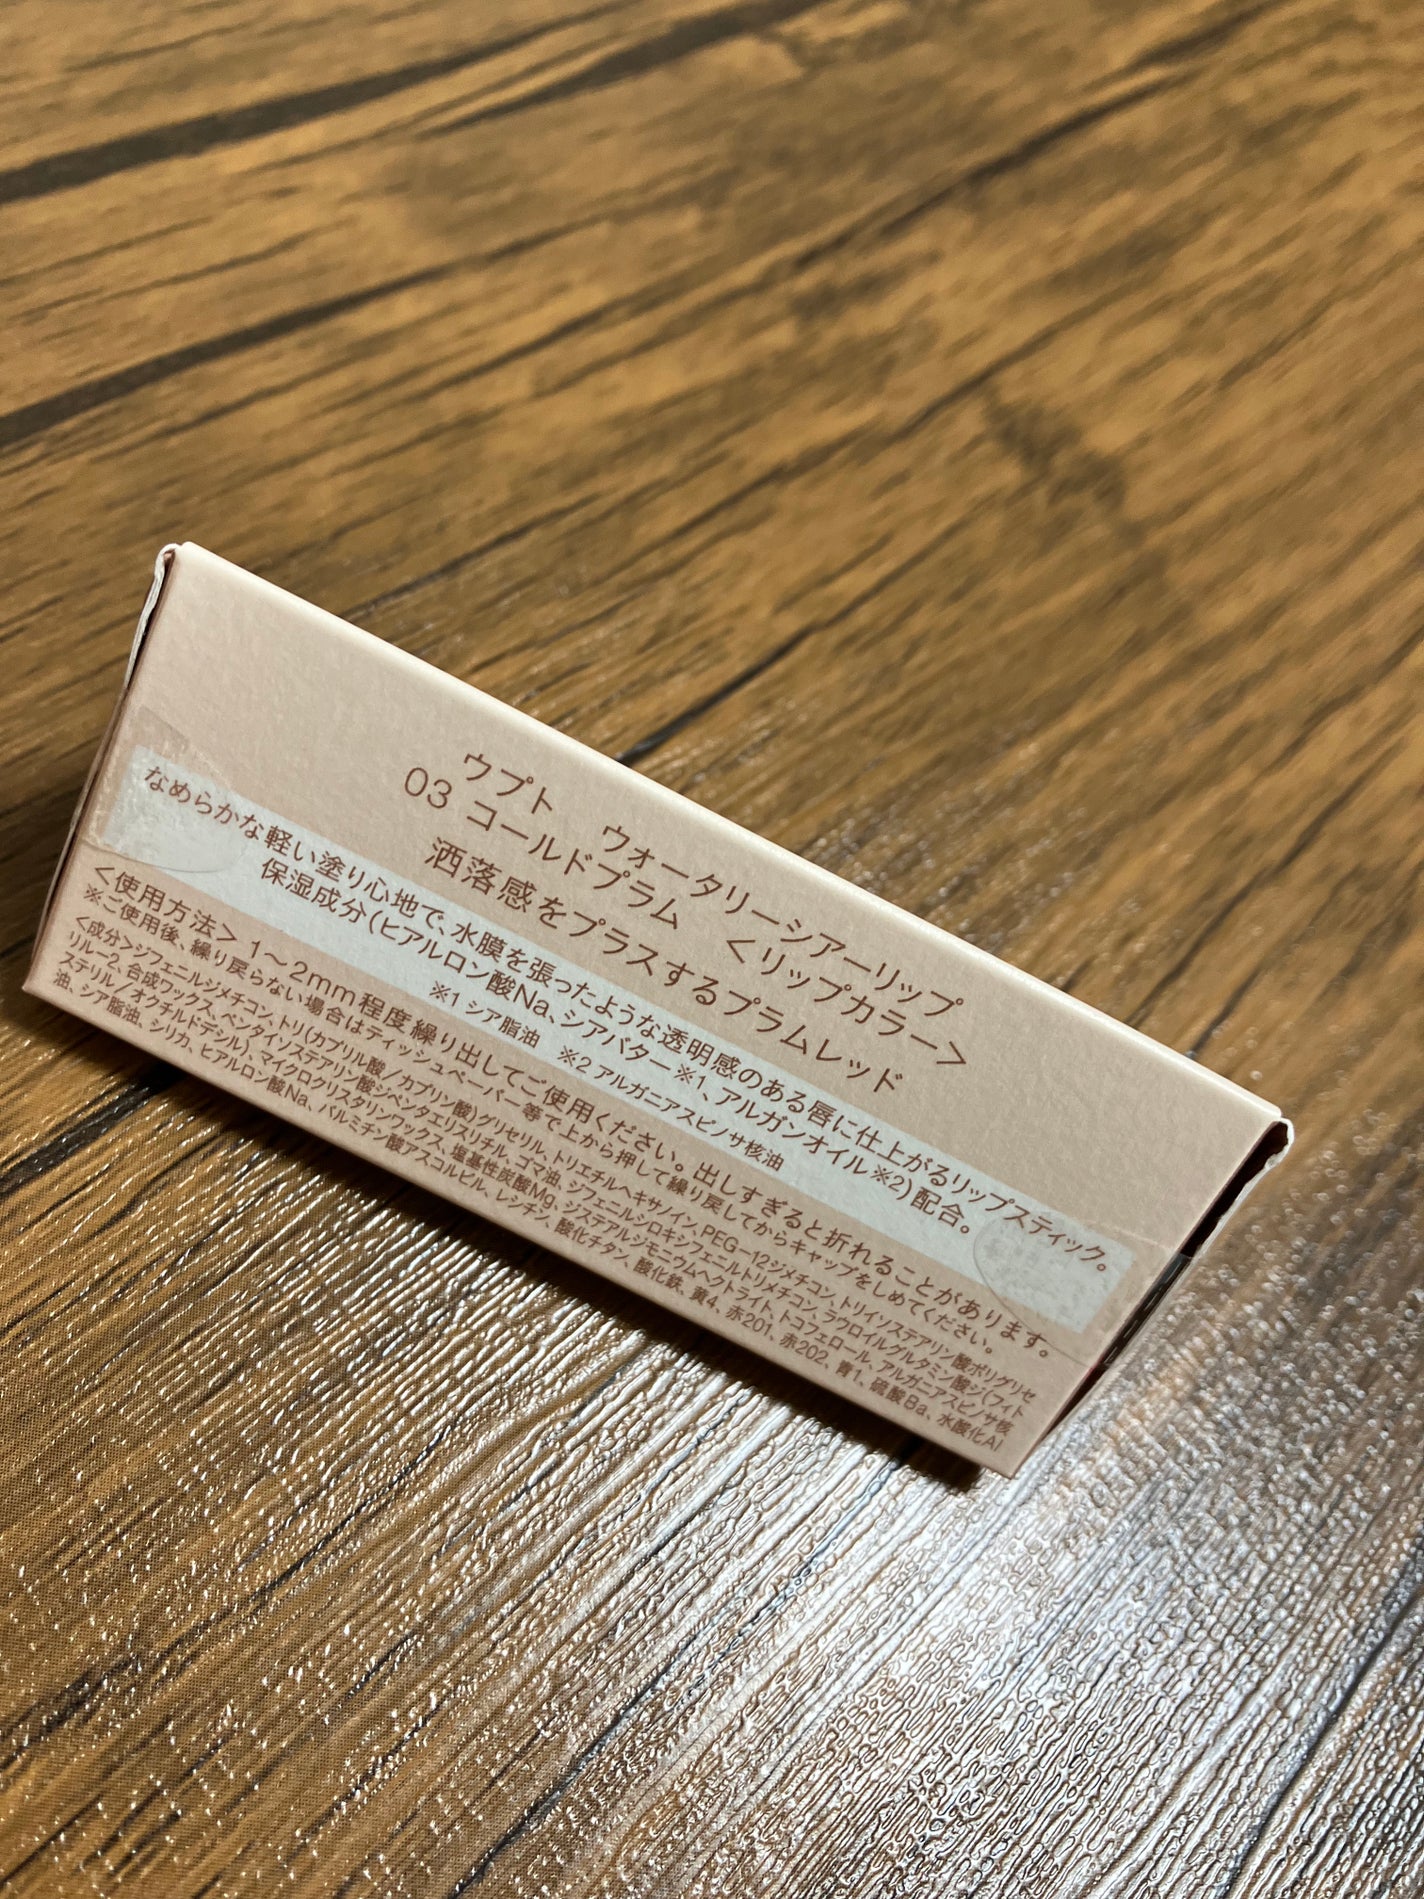 ウプト　ウォータリーシアーリップ
03 コールドプラム　＜リップカラー＞
洒落感をプラスするプラムレッド
なめらかな軽い塗り心地で、水膜を張ったような透明感のある唇に仕上がるリップスティック。
保湿成分(ヒアルロン酸Na、シアバター※1、アルガンオイル※2)配合。
※1 シア脂油　※2 アルガニアスピノサ核油
＜使用方法＞1～2mm程度繰り出してご使用ください。出しすぎると折れることがあります。
※ご使用後、繰り戻らない場合はティッシュペーパー等で上から押して繰り戻してからキャップをしめてください。
＜成分＞ジフェニルジメチコン、トリ(カプリル酸／カプリン酸)グリセリル、トリエチルヘキサノイン、PEG－12ジメチコン、トリイソステアリン酸ポリグリセ
リル－2、合成ワックス、ペンタイソステアリン酸ジペンタエリスリチル、ゴマ油、ジフェニルシロキシフェニルトリメチコン、ラウロイルグルタミン酸ジ(フィト
ステリル／オクチルドデシル)、マイクロクリスタリンワックス、塩基性炭酸Mg、ジステアルジモニウムヘクトライト、トコフェロール、アルガニアスピノサ核
油、シア脂油、シリカ、ヒアルロン酸Na、パルミチン酸アスコルビル、レシチン、酸化チタン、酸化鉄、黄4、赤201、赤202、青1、硫酸Ba、水酸化Al